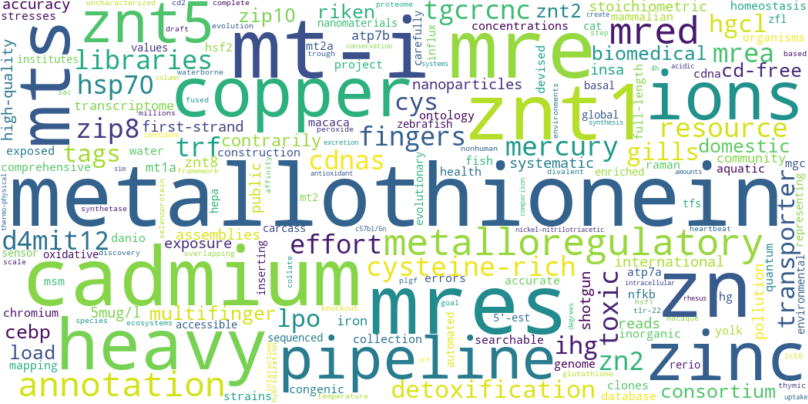 accuracy
stresses
uncharacterized
cd2
complete
evolution
draft
hsf2
znt5
zip10
riken
nanomaterials
mt2a
trough
project
atp7b
proteome
conservation
systems
carefully
influx
tgcrcnc
znt2
stoichiometric
mammalian
homeostasis
zfl
organisms
concentrations
cat
step
create
based
values
institutes
high-quality
mts
libraries
hsp70
transcriptome
mt-i
mre
mred
hgcl
biomedical
mrea
devised
insa
cdna
cd-free
acidic
waterborne
column
millions
sac
fused
copper
cys
nanoparticles
macaca
peroxide
ontology
zebrafish
znt1
basal
global
synthesis
4h
environments
full-length
ions
zip8
first-strand
trf
contrarily
construction
fingers
excretion
nonhuman
mercury
resource
tags
water
exposed
comprehensive
znt8
mt1a
framework
selenoprotein
public
candidate
cdnas
affinity
hepa
mt2
antioxidant
evolutionary
fish
health
systematic
divalent
enriched
gills
raman
domestic
community
aquatic
mgc
tfs
representing
thermo-physical
metallothionein
synthetase
sim
c57bl/6n
comparison
amounts
nickel-nitrilotriacetic
heartbeat
d4mit12
danio
assemblies
exposure
overlapping
carcass
inserting
effort
metalloregulatory
international
sensor
oxidative
scale
discovery
cadmium
msm
collate
cysteine-rich
errors
accurate
atp7a
intracellular
zn
quantum
transporter
environmental
chromium
cebp
load
mapping
species
ecosystems
5mug/l
multifinger
accessible
lpo
iron
knockout
plgf
goal
mres
5'-est
searchable
shotgun
toxic
nfkb
hsf1
rhesus
macaque
tlr-22
hg
pollution
heavy
sequenced
collection
automated
ihg
genome
degrees
reads
inorganic
yolk
rerio
zinc
annotation
strains
congenic
pipeline
temperature
orf
glutathione
detoxification
zn2
clones
database
consortium
ic50
thymic
uptake